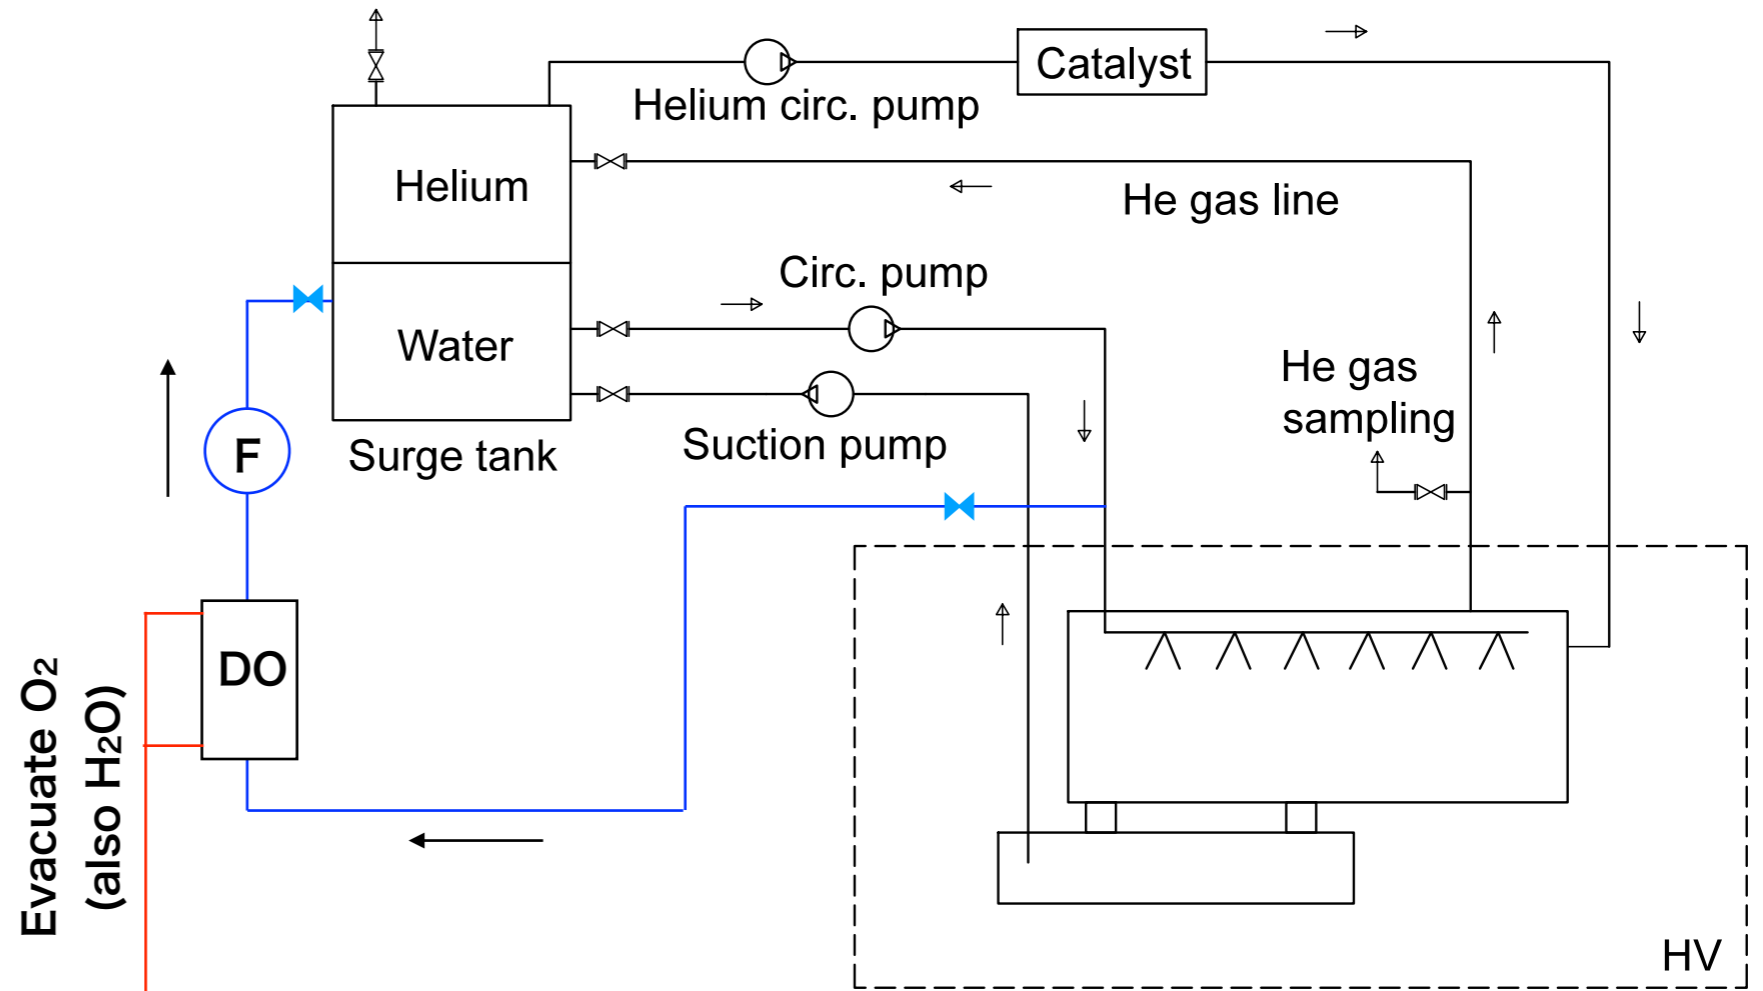 Catalyst
Helium circ. pump
Helium
He gas line
Circ. pump
Water
He gas
sampling
Suction pump
Surge tank
F
DO
Evacuate O₂
(also H₂O)
HV